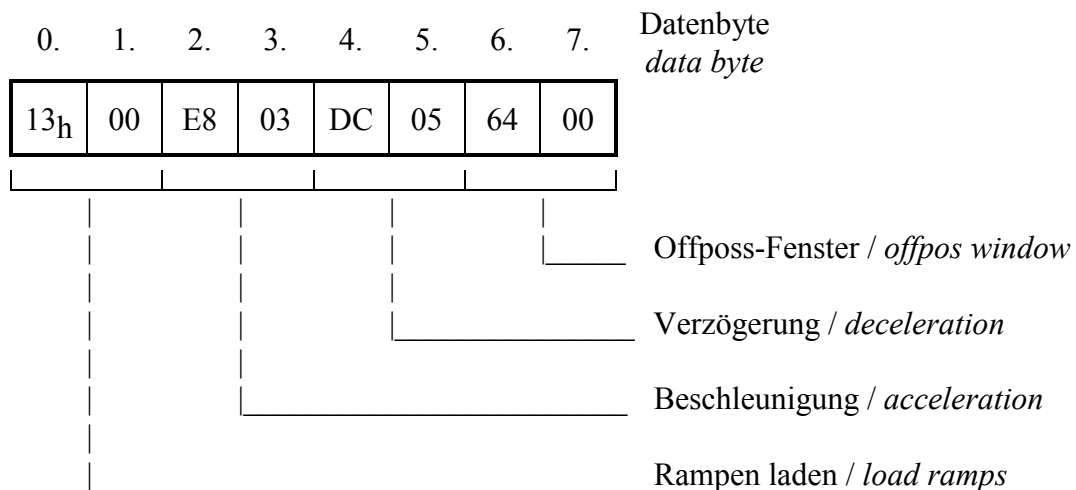 0. 1. 2. 3. 4. 5. 6. 7. Datenbyte
data byte
13h 00 E8 03 DC 05 64 00
Offposs-Fenster / offpos window
Verzögerung / deceleration
Beschleunigung / acceleration
Rampen laden / load ramps